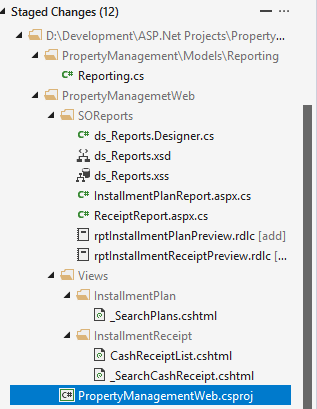 Staged Changes (12)
D:\Development\ASP.Net Projects\Property...
PropertyManagement\Models\Reporting
C# Reporting.cs
PropertyManagemetWeb
SOReports
C# ds_Reports.Designer.cs
ds_Reports.xsd
ds_Reports.xss
C# InstallmentPlanReport.aspx.cs
C# ReceiptReport.aspx.cs
rptInstallmentPlanPreview.rdlc [add]
rptInstallmentReceiptPreview.rdlc [...
Views
InstallmentPlan
_SearchPlans.cshtml
InstallmentReceipt
CashReceiptList.cshtml
_SearchCashReceipt.cshtml
C# PropertyManagementWeb.csproj